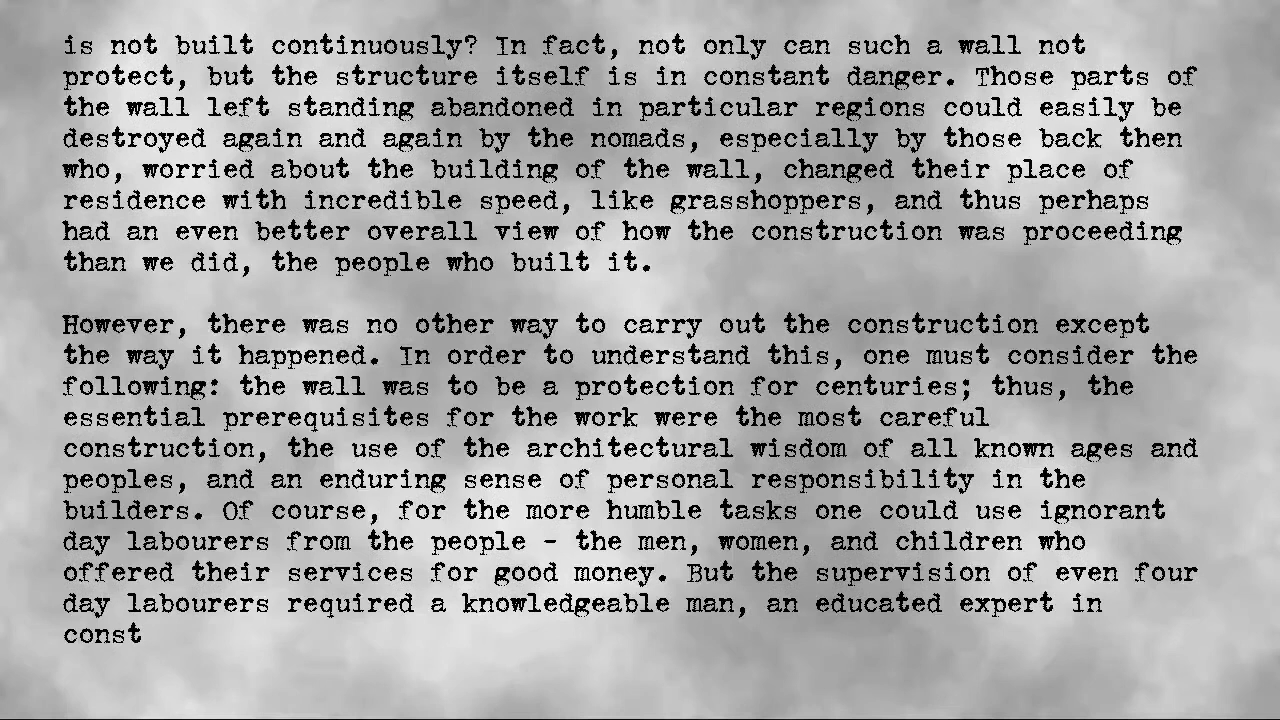 is not built continuously? In fact, not only can such a wall not
protect, but the structure itself is in constant danger. Those parts of
the wall left standing abandoned in particular regions could easily be
destroyed again and again by the nomads, especially by those back then
who, worried about the building of the wall, changed their place of
residence with incredible speed, like grasshoppers, and thus perhaps
had an even better overall view of how the construction was proceeding
than we did, the people who built it.

However, there was no other way to carry out the construction except
the way it happened. In order to understand this, one must consider the
following: the wall was to be a protection for centuries; thus, the
essential prerequisites for the work were the most careful
construction, the use of the architectural wisdom of all known ages and
peoples, and an enduring sense of personal responsibility in the
builders. Of course, for the more humble tasks one could use ignorant
day labourers from the people - the men, women, and children who
offered their services for good money. But the supervision of even four
day labourers required a knowledgeable man, an educated expert in
const